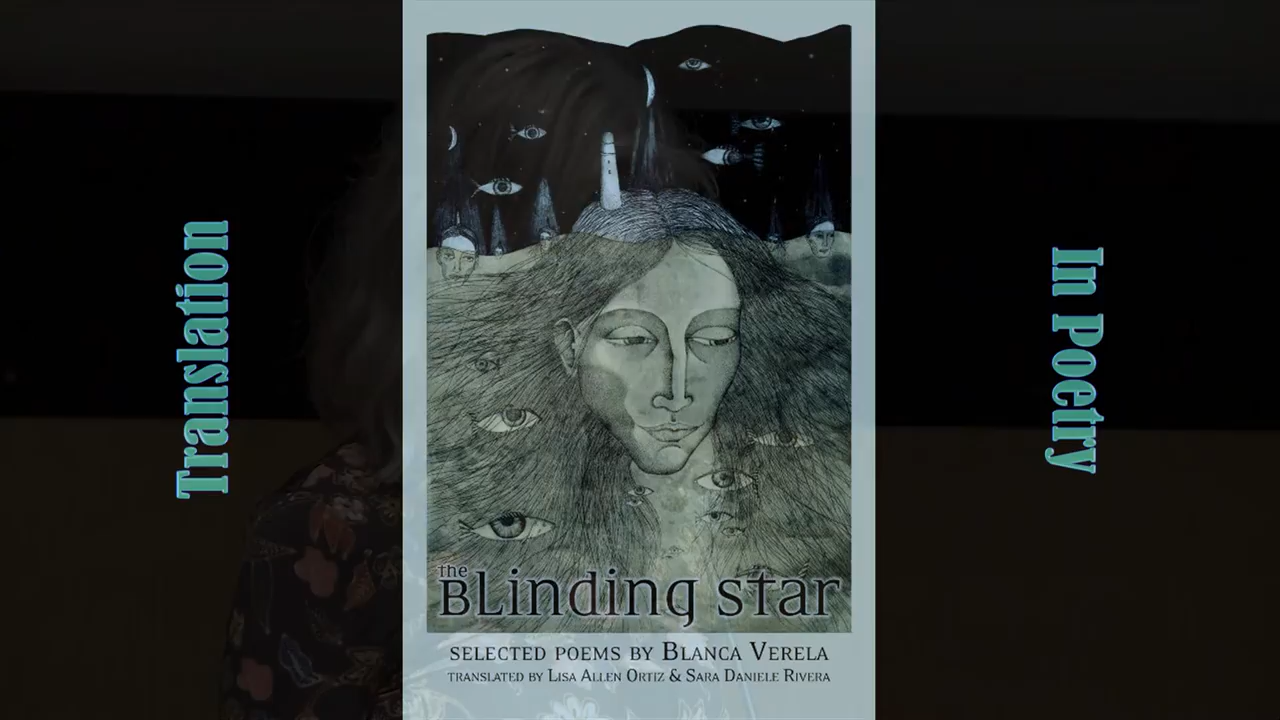 Translation
In Poetry
the
BLinding star
SELECTED POEMS BY BLANCA VERELA
TRANSLATED BY LISA ALLEN ORTIZ & SARA DANIELE RIVERA